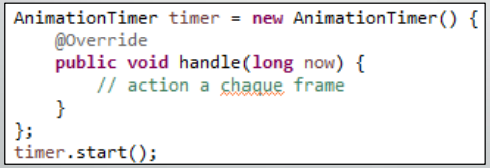 AnimationTimer timer = new AnimationTimer() {
    @Override
    public void handle(long now) {
        // action a chaque frame
    }
};
timer.start();